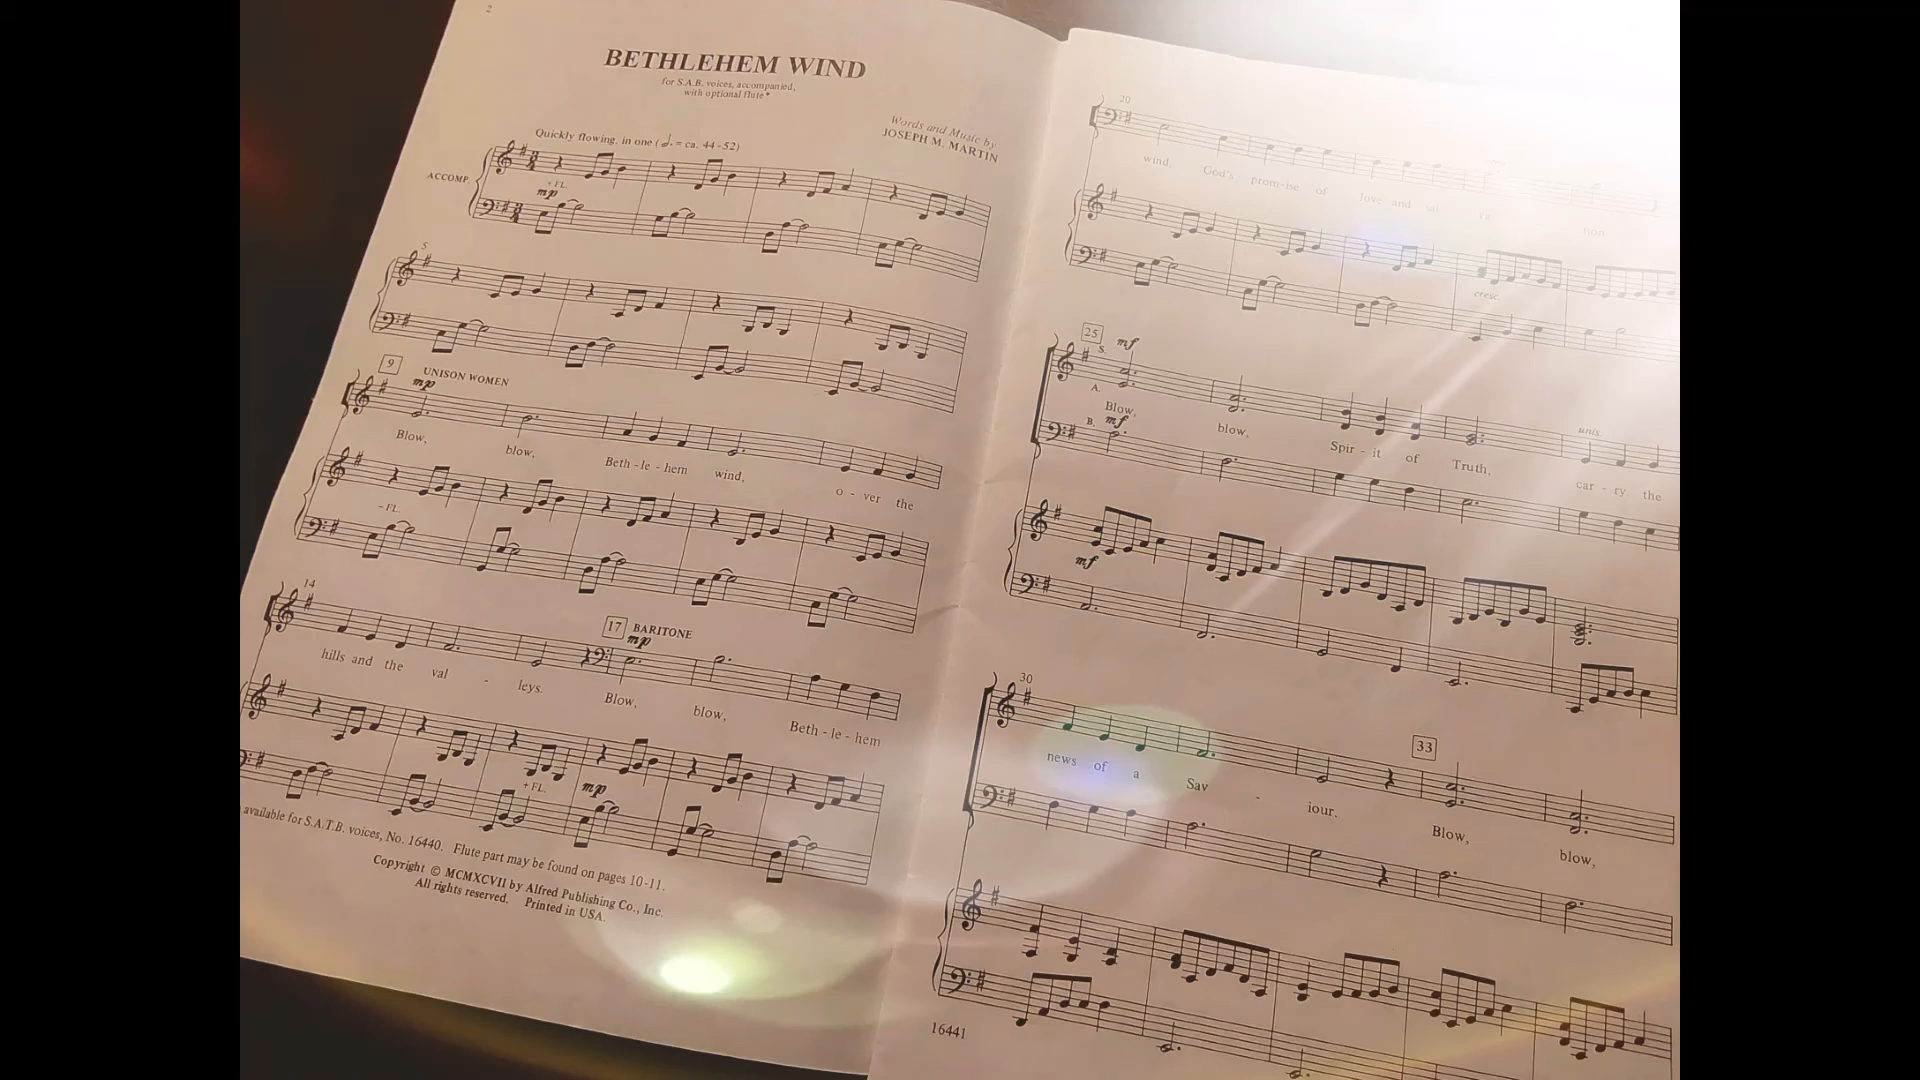 2
BETHLEHEM WIND
for S.A.B. voices, accompanied,
with optional flute*
Words and Music by
JOSEPH M. MARTIN
Quickly flowing, in one (𝅗𝅥. = ca. 44-52)
ACCOMP.
+ FL.
mp
5
9
UNISON WOMEN
mp
Blow, blow, Beth - le - hem wind, o - ver the
- FL.
14
17 BARITONE
mp
hills and the val - leys. Blow, blow, Beth - le - hem
+ FL.
mp
available for S.A.T.B. voices, No. 16440. Flute part may be found on pages 10-11.
Copyright © MCMXCVII by Alfred Publishing Co., Inc.
All rights reserved. Printed in USA.
20
wind, God's prom - ise of love and sal - va - tion
cresc.
25
S.
mf
A.
Blow, blow, Spir - it of Truth, car - ry the
unis.
B.
mf
mf
30
33
news of a Sav - iour. Blow, blow,
16441